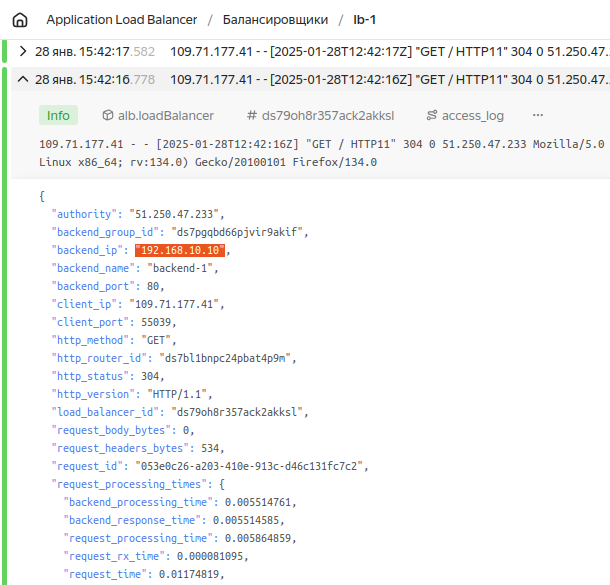 Application Load Balancer / Балансировщики / lb-1
28 янв. 15:42:17.582 109.71.177.41 - - [2025-01-28T12:42:17Z] "GET / HTTP11" 304 0 51.250.47.
28 янв. 15:42:16.778 109.71.177.41 - - [2025-01-28T12:42:16Z] "GET / HTTP11" 304 0 51.250.47.
Info alb.loadBalancer # ds79oh8r357ack2akksl access_log ...
109.71.177.41 - - [2025-01-28T12:42:16Z] "GET / HTTP11" 304 0 51.250.47.233 Mozilla/5.0
Linux x86_64; rv:134.0) Gecko/20100101 Firefox/134.0
{
"authority": "51.250.47.233",
"backend_group_id": "ds7pgqbd66pjvir9akif",
"backend_ip": "192.168.10.10",
"backend_name": "backend-1",
"backend_port": 80,
"client_ip": "109.71.177.41",
"client_port": 55039,
"http_method": "GET",
"http_router_id": "ds7bl1bnpc24pbat4p9m",
"http_status": 304,
"http_version": "HTTP/1.1",
"load_balancer_id": "ds79oh8r357ack2akksl",
"request_body_bytes": 0,
"request_headers_bytes": 534,
"request_id": "053e0c26-a203-410e-913c-d46c131fc7c2",
"request_processing_times": {
"backend_processing_time": 0.005514761,
"backend_response_time": 0.005514585,
"request_processing_time": 0.005864859,
"request_rx_time": 0.000081095,
"request_time": 0.01174819,